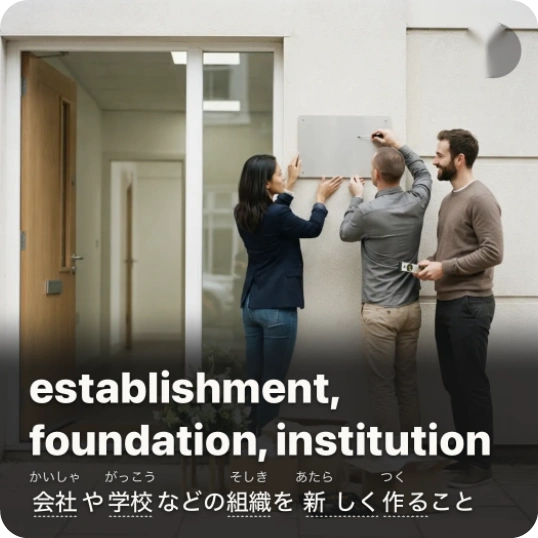 establishment,
foundation, institution
かいしゃ がっこう そしき あたら つく
会社や学校などの組織を新しく作ること